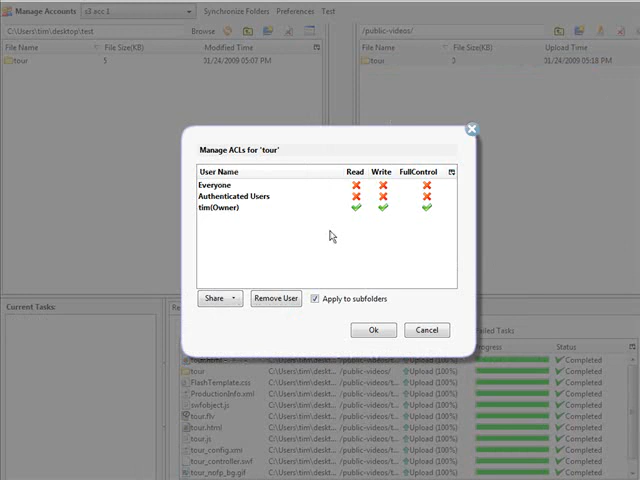 Manage Accounts s3.acc 1 Synchronize Folders Preferences Test
C:\Users\tim\desktop\test Browse /public-videos/
File Name File Size(KB) Modified Time File Name File Size(KB) Upload Time
tour 5 01/24/2009 05:07 PM tour 0 01/24/2009 05:18 PM
Manage ACLs for 'tour'
User Name Read Write FullControl
Everyone
Authenticated Users
tim(Owner)
Share Remove User Apply to subfolders
Ok Cancel
Current Tasks:
Failed Tasks
Progress Status
Completed
tour C:\Users\tim\deskt... /public-videos/ Upload (100%) Completed
FlashTemplate.css C:\Users\tim\deskt... /public-videos/t... Upload (100%) Completed
ProductionInfo.xml C:\Users\tim\deskt... /public-videos/t... Upload (100%) Completed
swfobject.js C:\Users\tim\deskt... /public-videos/t... Upload (100%) Completed
tour.flv C:\Users\tim\deskt... /public-videos/t... Upload (100%) Completed
tour.html C:\Users\tim\deskt... /public-videos/t... Upload (100%) Completed
tour.js C:\Users\tim\deskt... /public-videos/t... Upload (100%) Completed
tour_config.xml C:\Users\tim\deskt... /public-videos/t... Upload (100%) Completed
tour_controller.swf C:\Users\tim\deskt... /public-videos/t... Upload (100%) Completed
tour_nofp_bg.gif C:\Users\tim\deskt... /public-videos/t... Upload (100%) Completed